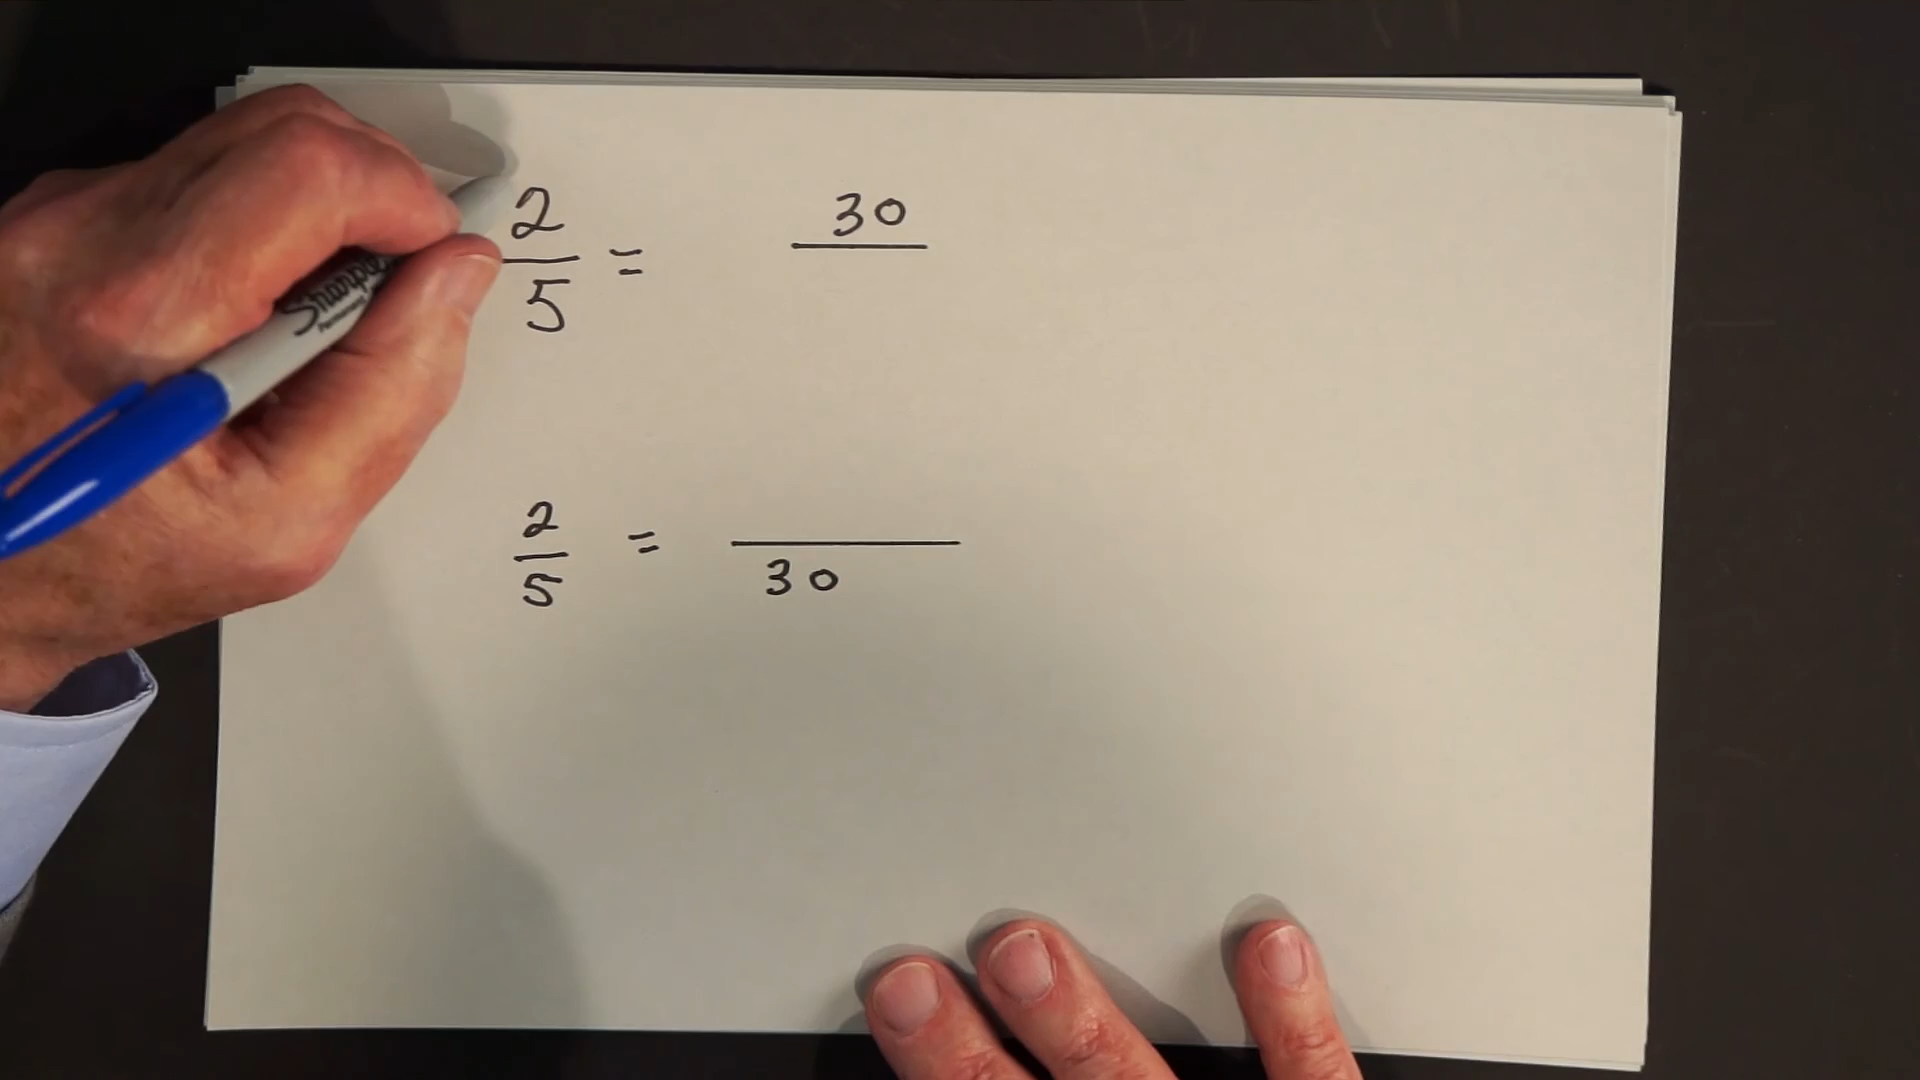 2/5 = 30/
2/5 = /30
Sharpie